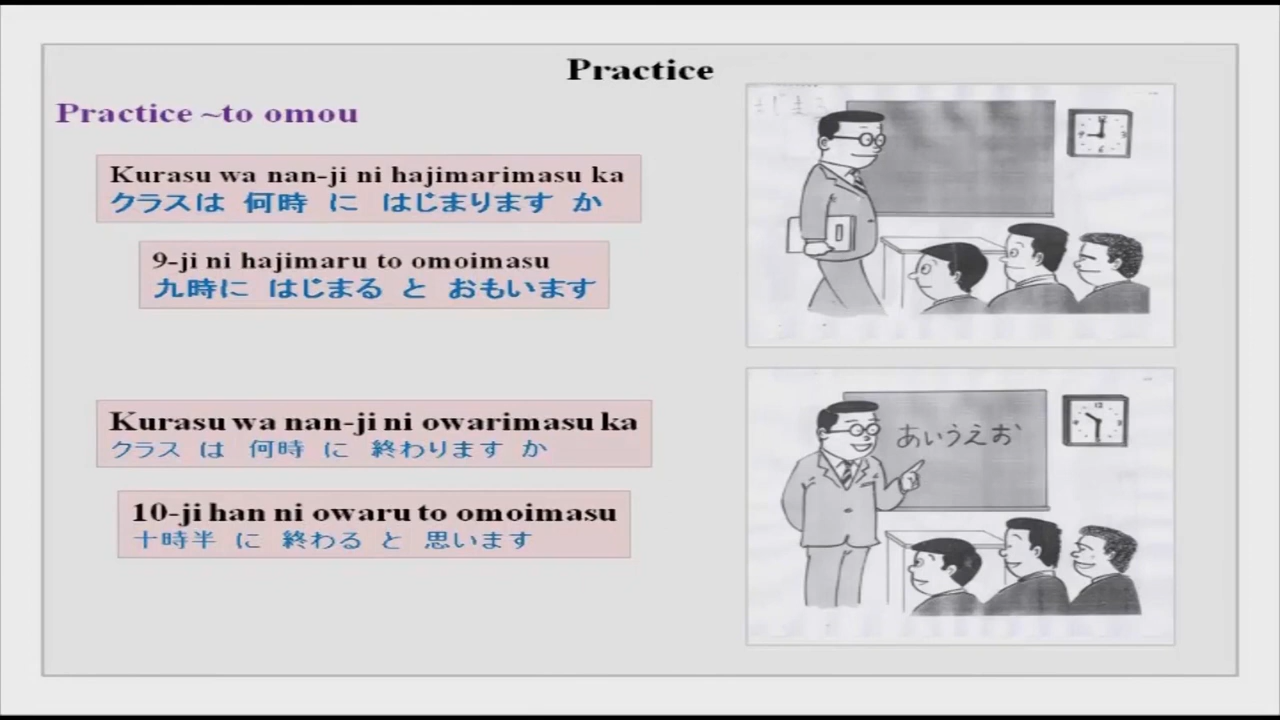 Practice
Practice ~to omou
Kurasu wa nan-ji ni hajimarimasu ka
クラスは 何時 に はじまります か
9-ji ni hajimaru to omoimasu
九時に はじまる と おもいます
Kurasu wa nan-ji ni owarimasu ka
クラス は 何時 に 終わります か
10-ji han ni owaru to omoimasu
十時半 に 終わる と 思います
12
あいうえお
12